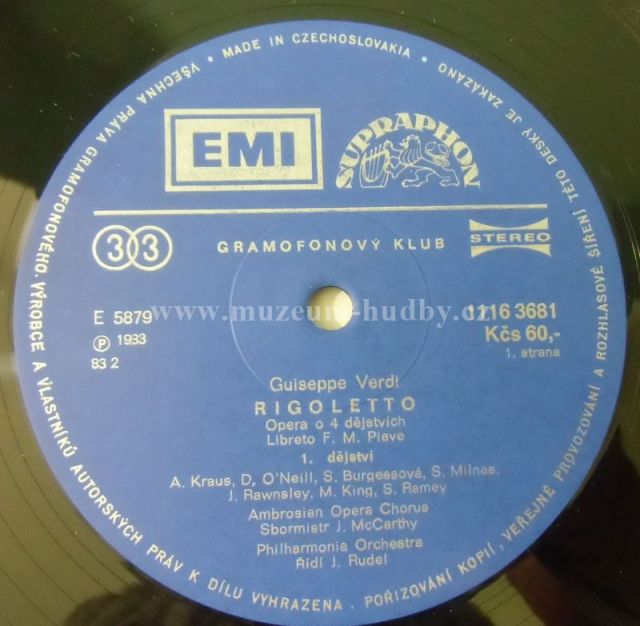 VŠECHNA PRÁVA GRAMOFONOVÉHO. VÝROBCE A VLASTNÍKŮ AUTORSKÝCH PRÁV K DÍLU VYHRAZENA. POŘIZOVÁNÍ KOPIÍ, VEŘEJNÉ PROVOZOVÁNÍ A ROZHLASOVÉ ŠÍŘENÍ TÉTO DESKY JE ZAKÁZÁNO
• MADE IN CZECHOSLOVAKIA •
EMI
SUPRAPHON
33
GRAMOFONOVÝ KLUB
STEREO
www.muzeum-hudby.cz
E 5879
1116 3681
Ⓟ 1983
Kčs 60,-
83 2
1. strana
Guiseppe Verdi
RIGOLETTO
Opera o 4 dějstvích
Libreto F. M. Piave
1. dějství
A. Kraus, D. O'Neill, S. Burgessová, S. Milnes,
J. Rawnsley, M. King, S. Ramey
Ambrosian Opera Chorus
Sbormistr J. McCarthy
Philharmonia Orchestra
Řídí J. Rudel